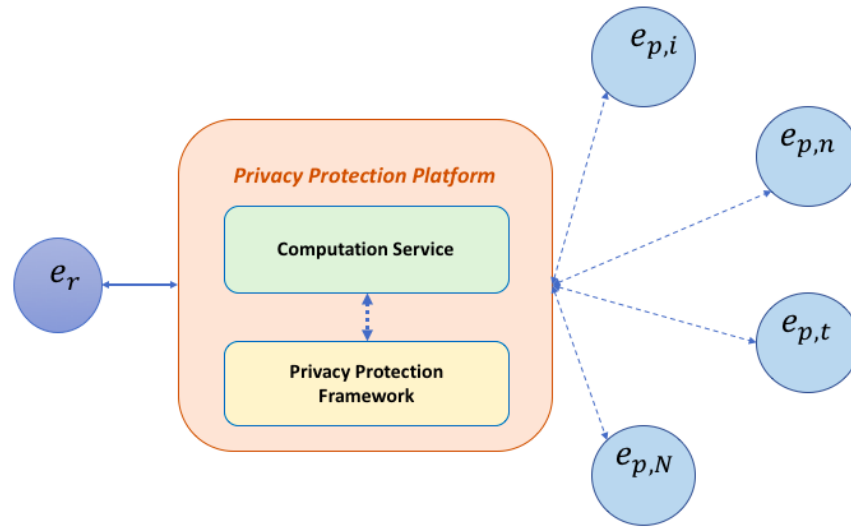 e_{p,i}
e_{p,n}
Privacy Protection Platform
Computation Service
e_r
Privacy Protection
Framework
e_{p,t}
e_{p,N}